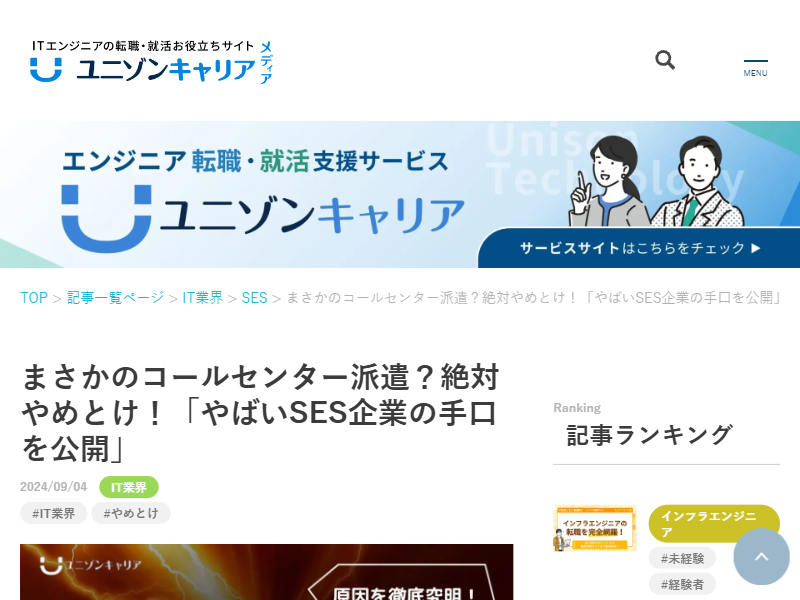 ITエンジニアの転職・就活お役立ちサイト
ユニゾンキャリア
メディア
MENU
Unison
Technology
エンジニア転職・就活支援サービス
ユニゾンキャリア
サービスサイトはこちらをチェック ▶
TOP > 記事一覧ページ > IT業界 > SES > まさかのコールセンター派遣？絶対やめとけ！「やばいSES企業の手口を公開」
まさかのコールセンター派遣？絶対
やめとけ！「やばいSES企業の手口
を公開」
2024/09/04 IT業界
#IT業界 #やめとけ
ユニゾンキャリア
原因を徹底究明！
Ranking
記事ランキング
インフラエンジニアの
転職を完全網羅！
インフラエンジニ
ア
#未経験
#経験者